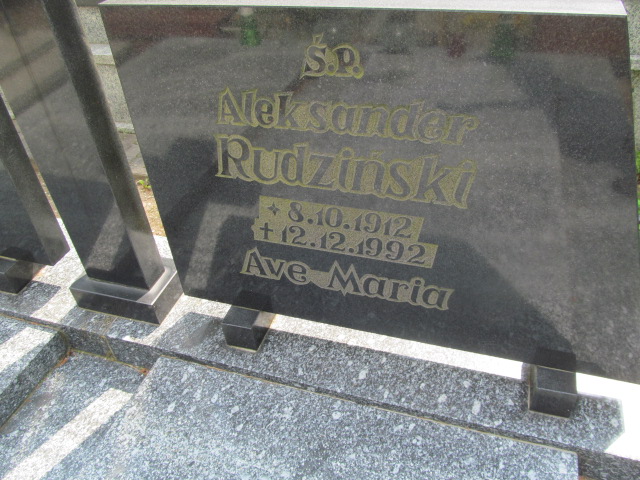 Ś.P.
Aleksander
Rudziński
+ 8.10.1912
+ 12.12.1992
Ave Maria